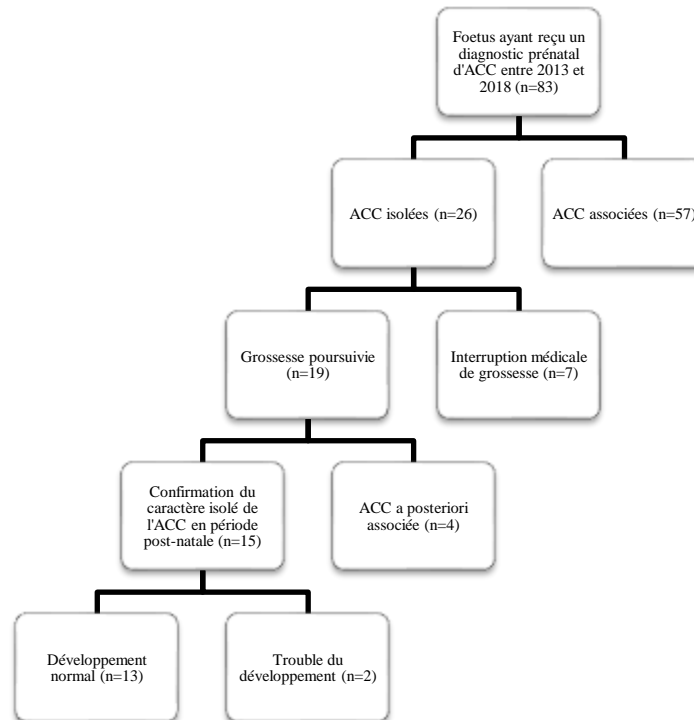 Foetus ayant reçu un
diagnostic prénatal
d'ACC entre 2013 et
2018 (n=83)
ACC isolées (n=26)
ACC associées (n=57)
Grossesse poursuivie
(n=19)
Interruption médicale
de grossesse (n=7)
Confirmation du
caractère isolé de
l'ACC en période
post-natale (n=15)
ACC a posteriori
associée (n=4)
Développement
normal (n=13)
Trouble du
développement (n=2)